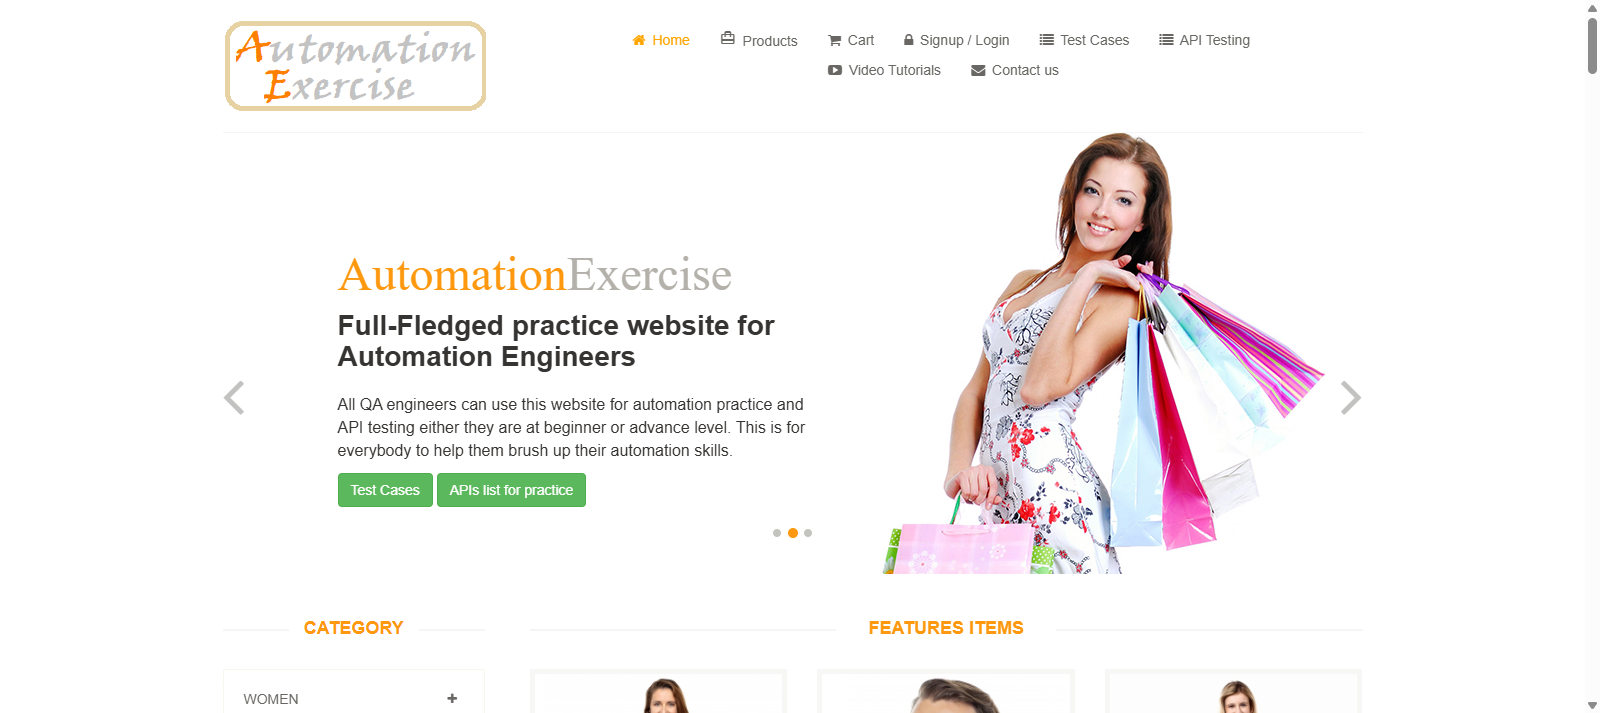 Automation
Exercise
Home Products Cart Signup / Login Test Cases API Testing
Video Tutorials Contact us
AutomationExercise
Full-Fledged practice website for
Automation Engineers
All QA engineers can use this website for automation practice and
API testing either they are at beginner or advance level. This is for
everybody to help them brush up their automation skills.
Test Cases APIs list for practice
CATEGORY
FEATURES ITEMS
WOMEN